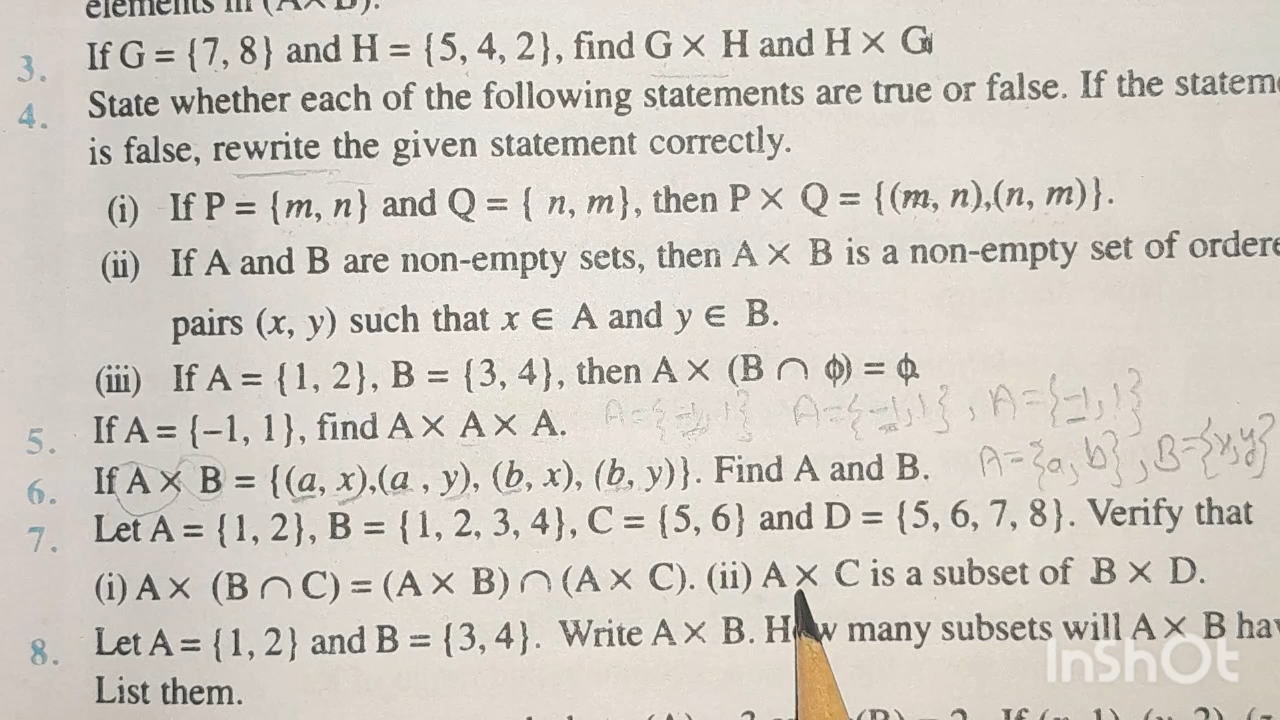 elements in (A × B).
3. If G = {7, 8} and H = {5, 4, 2}, find G × H and H × G
4. State whether each of the following statements are true or false. If the
is false, rewrite the given statement correctly.
(i) If P = {m, n} and Q = { n, m}, then P × Q = {(m, n),(n, m)}.
(ii) If A and B are non-empty sets, then A × B is a non-empty set of
pairs (x, y) such that x ∈ A and y ∈ B.
(iii) If A = {1, 2}, B = {3, 4}, then A × (B ∩ ϕ) = ϕ.
A={-1,1} A={-1,1}, A={-1,1}
5. If A = {–1, 1}, find A × A × A.
6. If A × B = {(a, x),(a , y), (b, x), (b, y)}. Find A and B. A={a,b}, B={x,y}
7. Let A = {1, 2}, B = {1, 2, 3, 4}, C = {5, 6} and D = {5, 6, 7, 8}. Verify that
(i) A × (B ∩ C) = (A × B) ∩ (A × C). (ii) A × C is a subset of B × D.
8. Let A = {1, 2} and B = {3, 4}. Write A × B. How many subsets will A × B
List them.
InShOt